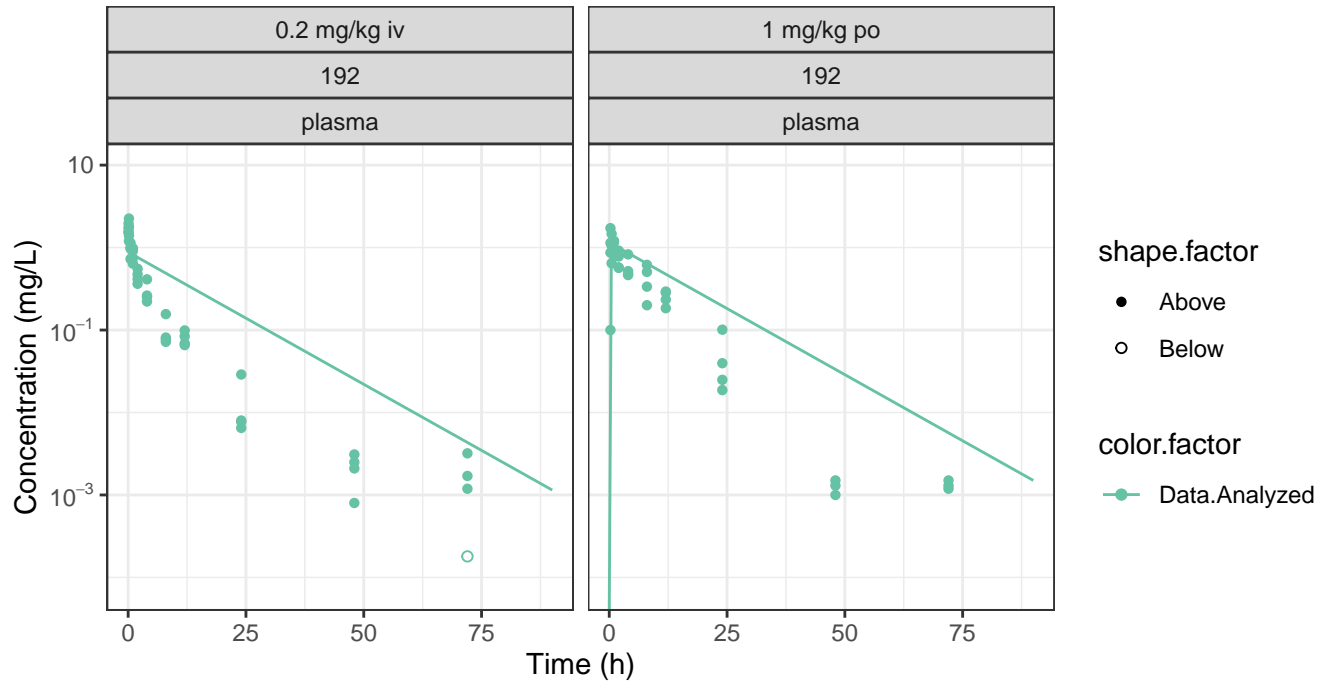 0.2 mg/kg iv
192
plasma
1 mg/kg po
192
plasma
Concentration (mg/L)
10
10⁻¹
10⁻³
0 25 50 75
0 25 50 75
Time (h)
shape.factor
Above
Below
color.factor
Data.Analyzed